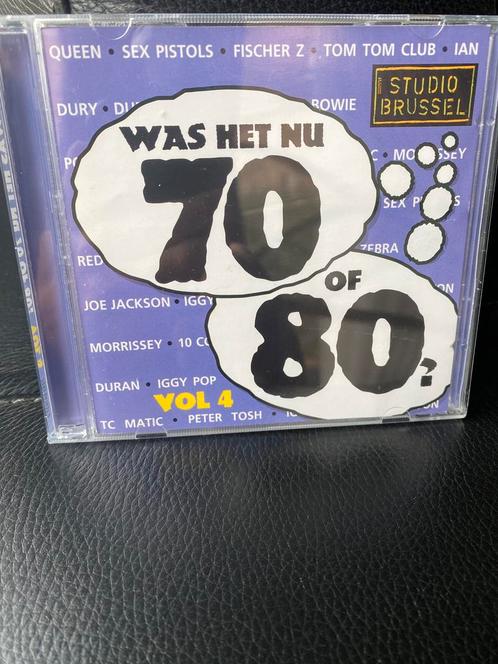 QUEEN • SEX PISTOLS • FISCHER Z • TOM TOM CLUB • IAN
STUDIO
BRUSSEL
DURY • BOWIE
WAS HET NU
MORRISSEY
70
SEX
ZEBRA
RED
OF
JOE JACKSON • IGGY
80?
MORRISSEY • 10
DURAN • IGGY POP
VOL 4
TC MATIC • PETER TOSH •